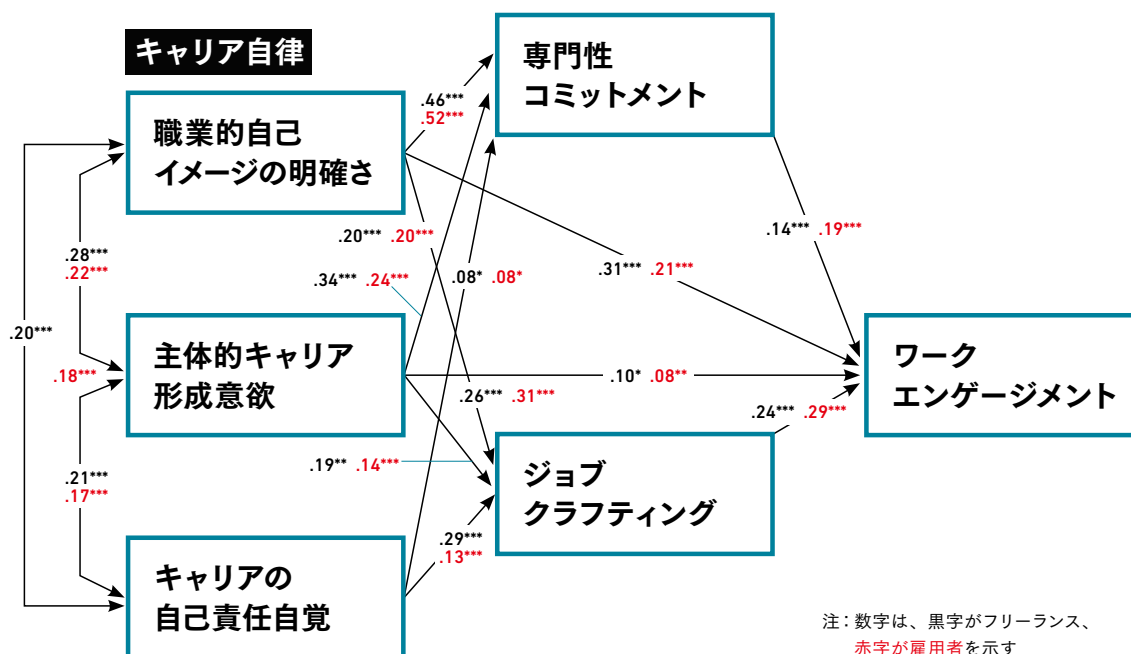 キャリア自律
職業的自己
イメージの明確さ
主体的キャリア
形成意欲
キャリアの
自己責任自覚
専門性
コミットメント
ジョブ
クラフティング
ワーク
エンゲージメント
.46***
.52***
.20*** .20***
.34*** .24***
.08* .08*
.31*** .21***
.14*** .19***
.28***
.22***
.20***
.18***
.10* .08**
.26*** .31***
.24*** .29***
.19** .14***
.21***
.17***
.29***
.13***
注：数字は、黒字がフリーランス、
赤字が雇用者を示す